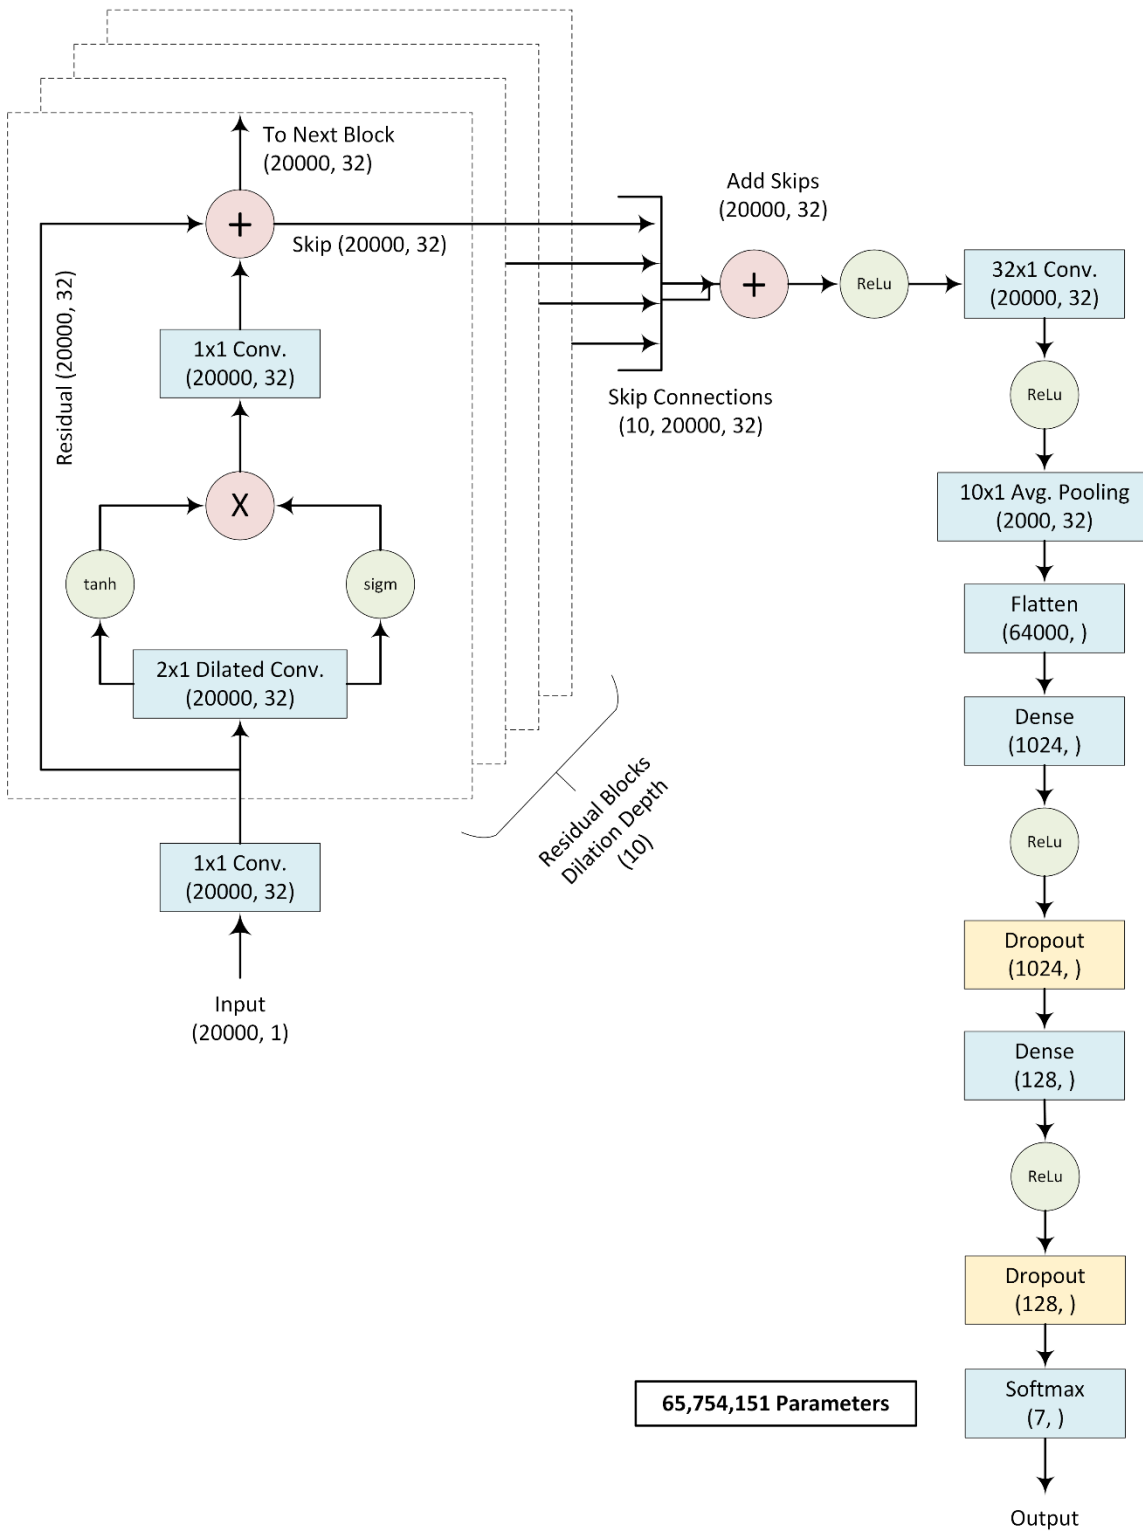 To Next Block
(20000, 32)
+
Skip (20000, 32)
Residual (20000, 32)
1x1 Conv.
(20000, 32)
X
tanh
sigm
2x1 Dilated Conv.
(20000, 32)
1x1 Conv.
(20000, 32)
Input
(20000, 1)
Residual Blocks
Dilation Depth
(10)
Skip Connections
(10, 20000, 32)
Add Skips
(20000, 32)
+
ReLu
32x1 Conv.
(20000, 32)
ReLu
10x1 Avg. Pooling
(2000, 32)
Flatten
(64000, )
Dense
(1024, )
ReLu
Dropout
(1024, )
Dense
(128, )
ReLu
Dropout
(128, )
65,754,151 Parameters
Softmax
(7, )
Output